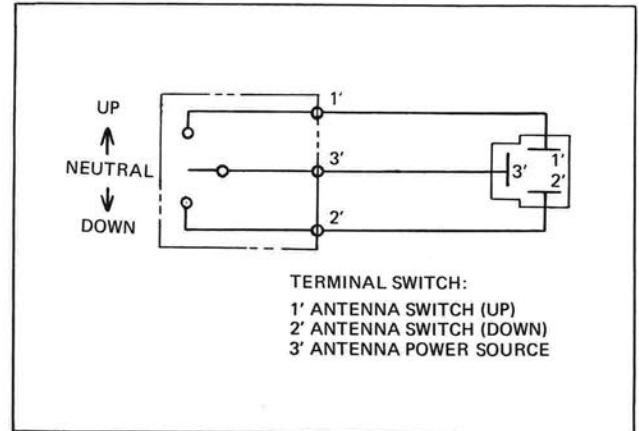 UP
NEUTRAL
DOWN
1'
3'
2'
1'
3'
2'
TERMINAL SWITCH:
1' ANTENNA SWITCH (UP)
2' ANTENNA SWITCH (DOWN)
3' ANTENNA POWER SOURCE